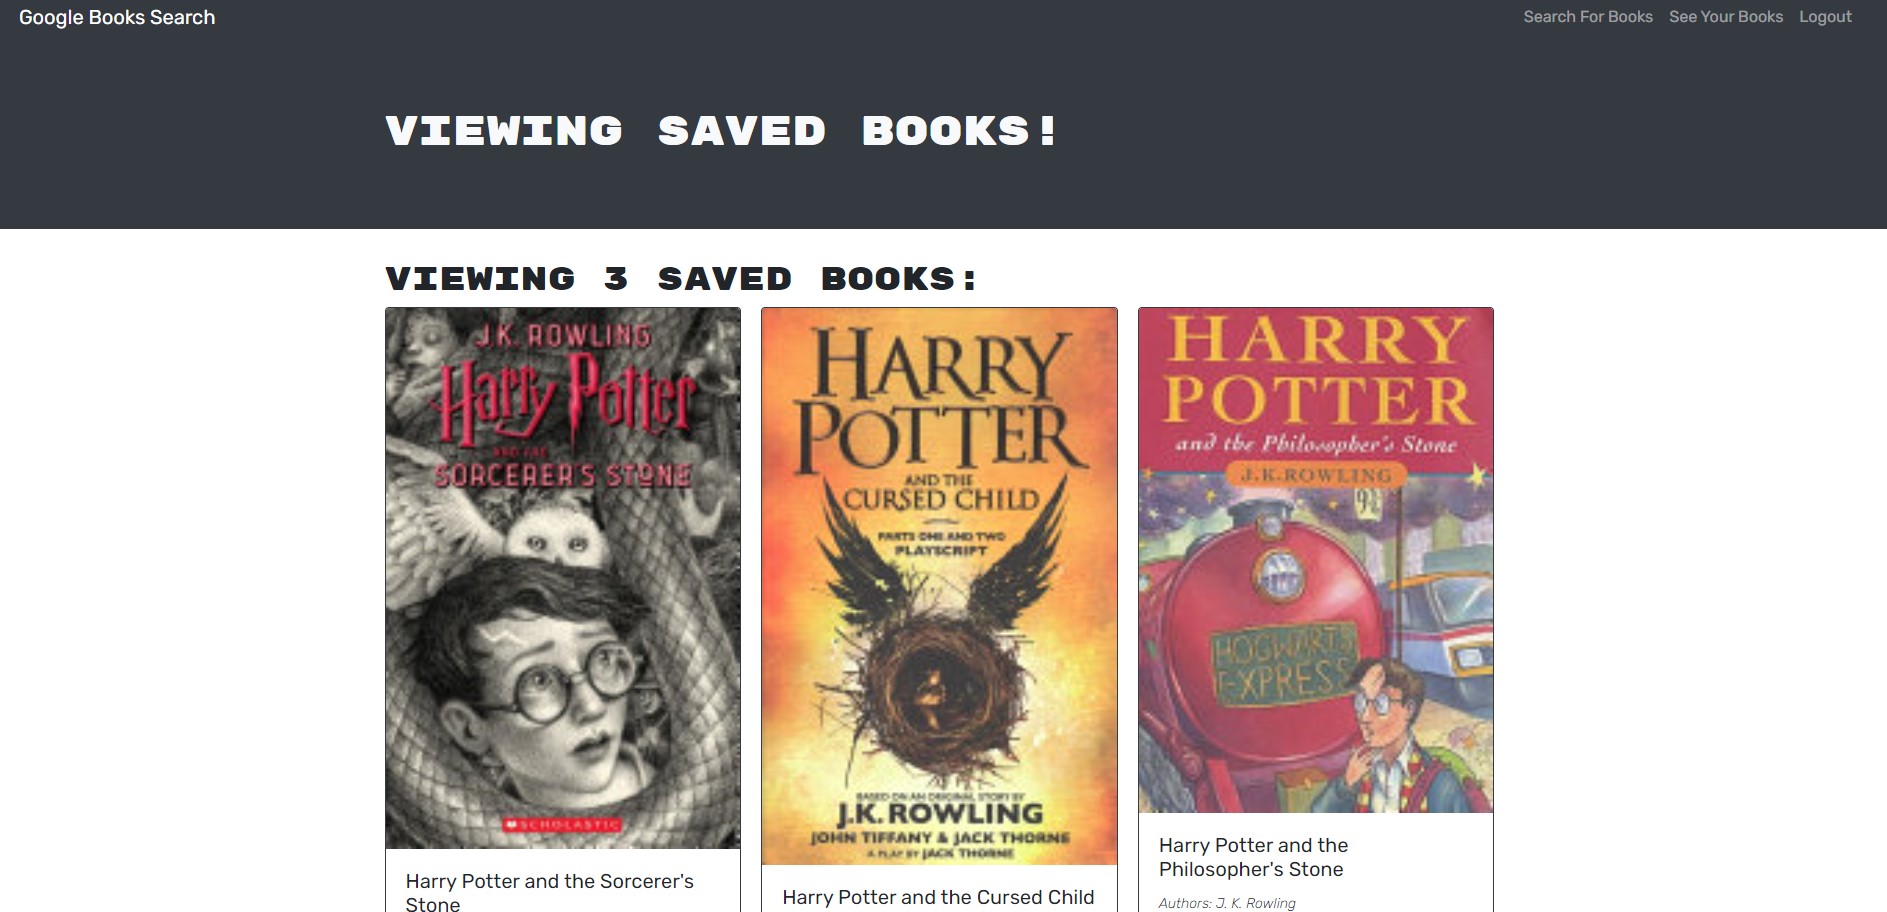 Google Books Search
Search For Books See Your Books Logout
VIEWING SAVED BOOKS!
VIEWING 3 SAVED BOOKS:
J.K. ROWLING
Harry Potter
AND THE
SORCERER'S STONE
SCHOLASTIC
Harry Potter and the Sorcerer's
Stone
HARRY
POTTER
AND THE
CURSED CHILD
PARTS ONE AND TWO
PLAYSCRIPT
BASED ON AN ORIGINAL STORY BY
J.K. ROWLING
JOHN TIFFANY & JACK THORNE
A PLAY BY JACK THORNE
Harry Potter and the Cursed Child
HARRY
POTTER
and the Philosopher's Stone
J.K.ROWLING
9¾
HOGWARTS
EXPRESS
Harry Potter and the
Philosopher's Stone
Authors: J. K. Rowling